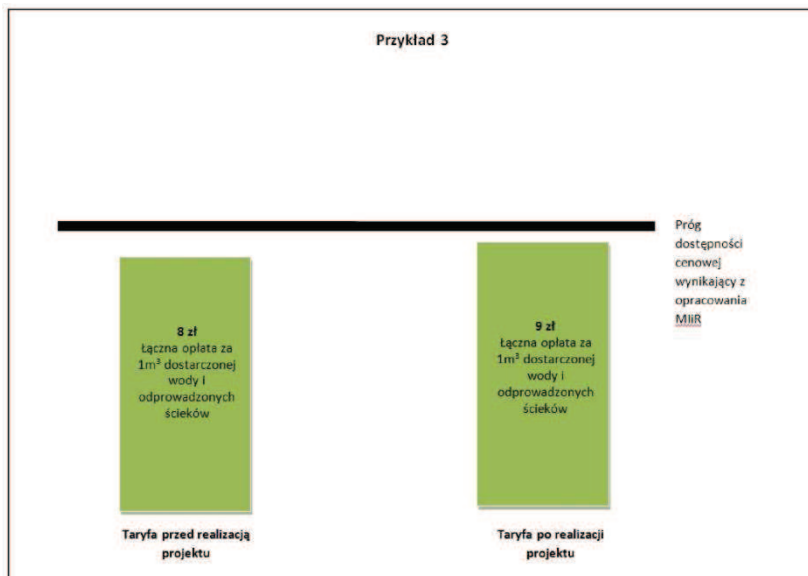 Przykład 3
Próg
dostępności
cenowej
wynikający z
opracowania
MIiR
8 zł
Łączna opłata za
1m³ dostarczonej
wody i
odprowadzonych
ścieków
9 zł
Łączna opłata za
1m³ dostarczonej
wody i
odprowadzonych
ścieków
Taryfa przed realizacją
projektu
Taryfa po realizacji
projektu